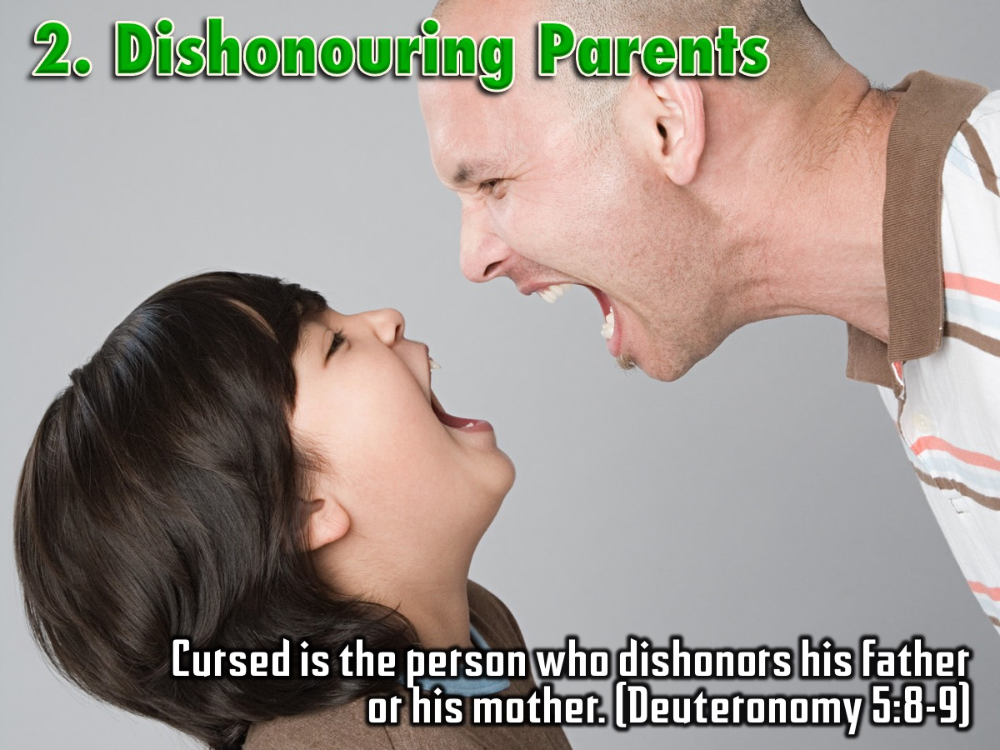 2. Dishonouring Parents
Cursed is the person who dishonors his father
or his mother. (Deuteronomy 5:8-9)